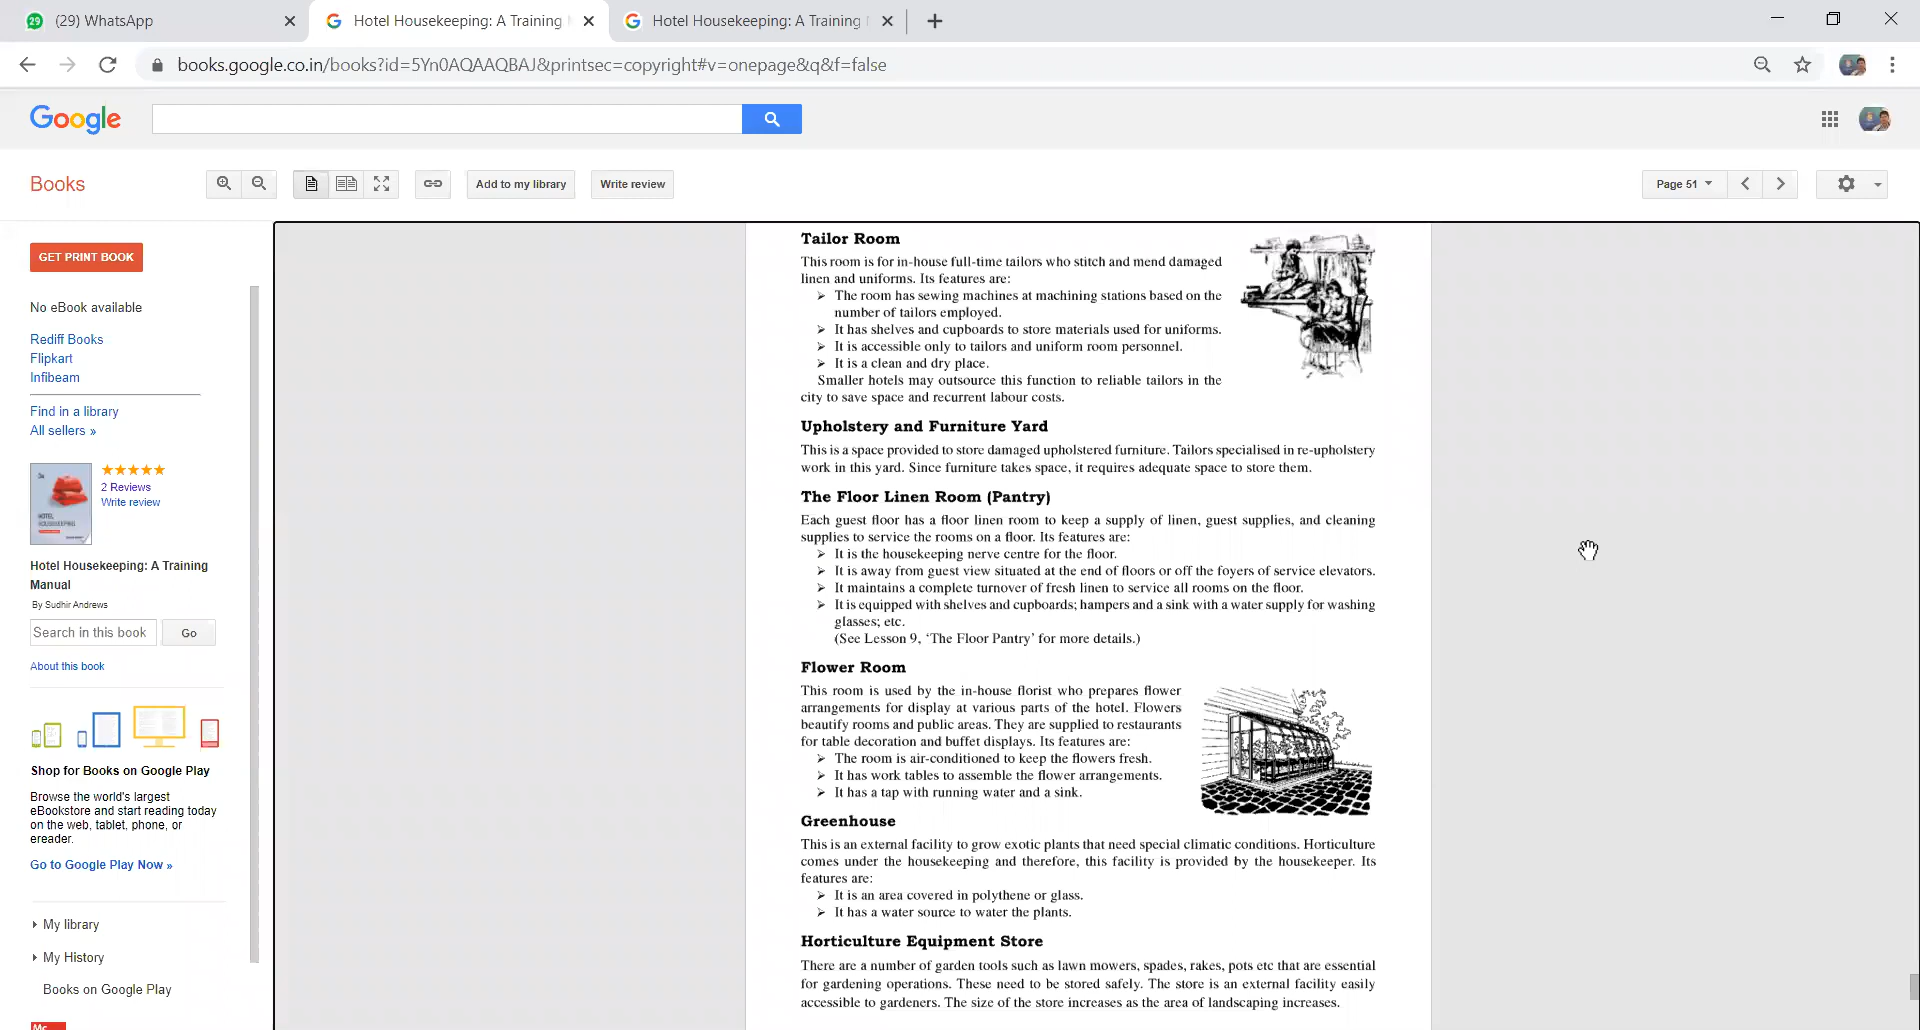 29 (29) WhatsApp
Hotel Housekeeping: A Training
Hotel Housekeeping: A Training
books.google.co.in/books?id=5Yn0AQAAQBAJ&printsec=copyright#v=onepage&q&f=false
Google
Books
Add to my library
Write review
Page 51
GET PRINT BOOK
No eBook available
Rediff Books
Flipkart
Infibeam
Find in a library
All sellers »
HOTEL
HOUSEKEEPING
2 Reviews
Write review
Hotel Housekeeping: A Training
Manual
By Sudhir Andrews
Search in this book Go
About this book
Shop for Books on Google Play
Browse the world's largest
eBookstore and start reading today
on the web, tablet, phone, or
ereader.
Go to Google Play Now »
My library
My History
Books on Google Play
Mc
Tailor Room
This room is for in-house full-time tailors who stitch and mend damaged
linen and uniforms. Its features are:
➢ The room has sewing machines at machining stations based on the
number of tailors employed.
➢ It has shelves and cupboards to store materials used for uniforms.
➢ It is accessible only to tailors and uniform room personnel.
➢ It is a clean and dry place.
Smaller hotels may outsource this function to reliable tailors in the
city to save space and recurrent labour costs.
Upholstery and Furniture Yard
This is a space provided to store damaged upholstered furniture. Tailors specialised in re-upholstery
work in this yard. Since furniture takes space, it requires adequate space to store them.
The Floor Linen Room (Pantry)
Each guest floor has a floor linen room to keep a supply of linen, guest supplies, and cleaning
supplies to service the rooms on a floor. Its features are:
➢ It is the housekeeping nerve centre for the floor.
➢ It is away from guest view situated at the end of floors or off the foyers of service elevators.
➢ It maintains a complete turnover of fresh linen to service all rooms on the floor.
➢ It is equipped with shelves and cupboards; hampers and a sink with a water supply for washing
glasses; etc.
(See Lesson 9, ‘The Floor Pantry’ for more details.)
Flower Room
This room is used by the in-house florist who prepares flower
arrangements for display at various parts of the hotel. Flowers
beautify rooms and public areas. They are supplied to restaurants
for table decoration and buffet displays. Its features are:
➢ The room is air-conditioned to keep the flowers fresh.
➢ It has work tables to assemble the flower arrangements.
➢ It has a tap with running water and a sink.
Greenhouse
This is an external facility to grow exotic plants that need special climatic conditions. Horticulture
comes under the housekeeping and therefore, this facility is provided by the housekeeper. Its
features are:
➢ It is an area covered in polythene or glass.
➢ It has a water source to water the plants.
Horticulture Equipment Store
There are a number of garden tools such as lawn mowers, spades, rakes, pots etc that are essential
for gardening operations. These need to be stored safely. The store is an external facility easily
accessible to gardeners. The size of the store increases as the area of landscaping increases.